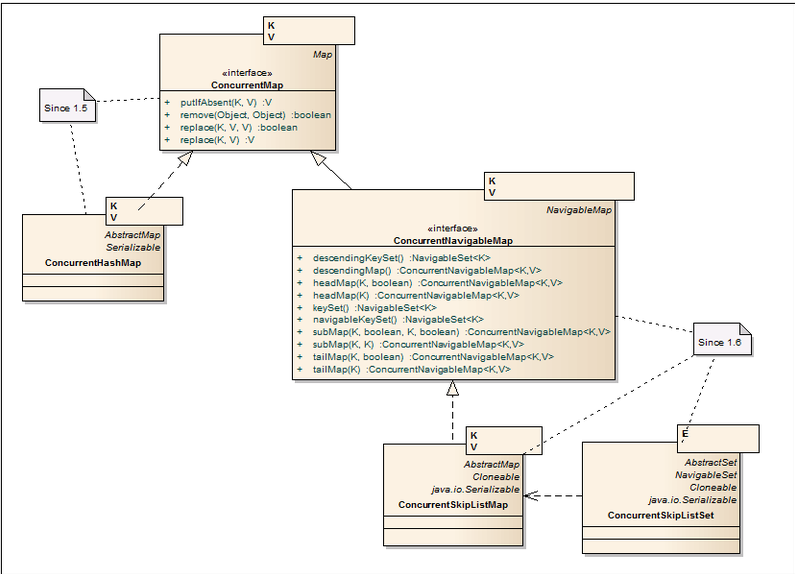 K
V
Map
«interface»
ConcurrentMap
+ putIfAbsent(K, V) :V
+ remove(Object, Object) :boolean
+ replace(K, V, V) :boolean
+ replace(K, V) :V
Since 1.5
K
V
AbstractMap
Serializable
ConcurrentHashMap
K
V
NavigableMap
«interface»
ConcurrentNavigableMap
+ descendingKeySet() :NavigableSet<K>
+ descendingMap() :ConcurrentNavigableMap<K,V>
+ headMap(K, boolean) :ConcurrentNavigableMap<K,V>
+ headMap(K) :ConcurrentNavigableMap<K,V>
+ keySet() :NavigableSet<K>
+ navigableKeySet() :NavigableSet<K>
+ subMap(K, boolean, K, boolean) :ConcurrentNavigableMap<K,V>
+ subMap(K, K) :ConcurrentNavigableMap<K,V>
+ tailMap(K, boolean) :ConcurrentNavigableMap<K,V>
+ tailMap(K) :ConcurrentNavigableMap<K,V>
Since 1.6
K
V
AbstractMap
Cloneable
java.io.Serializable
ConcurrentSkipListMap
E
AbstractSet
NavigableSet
Cloneable
java.io.Serializable
ConcurrentSkipListSet